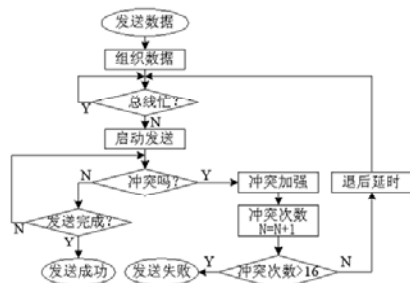 发送数据
组织数据
总线忙?
Y
N
启动发送
N
冲突吗?
Y
冲突加强
退后延时
N
发送完成?
冲突次数
N=N+1
Y
发送成功
发送失败
Y
冲突次数>16
N